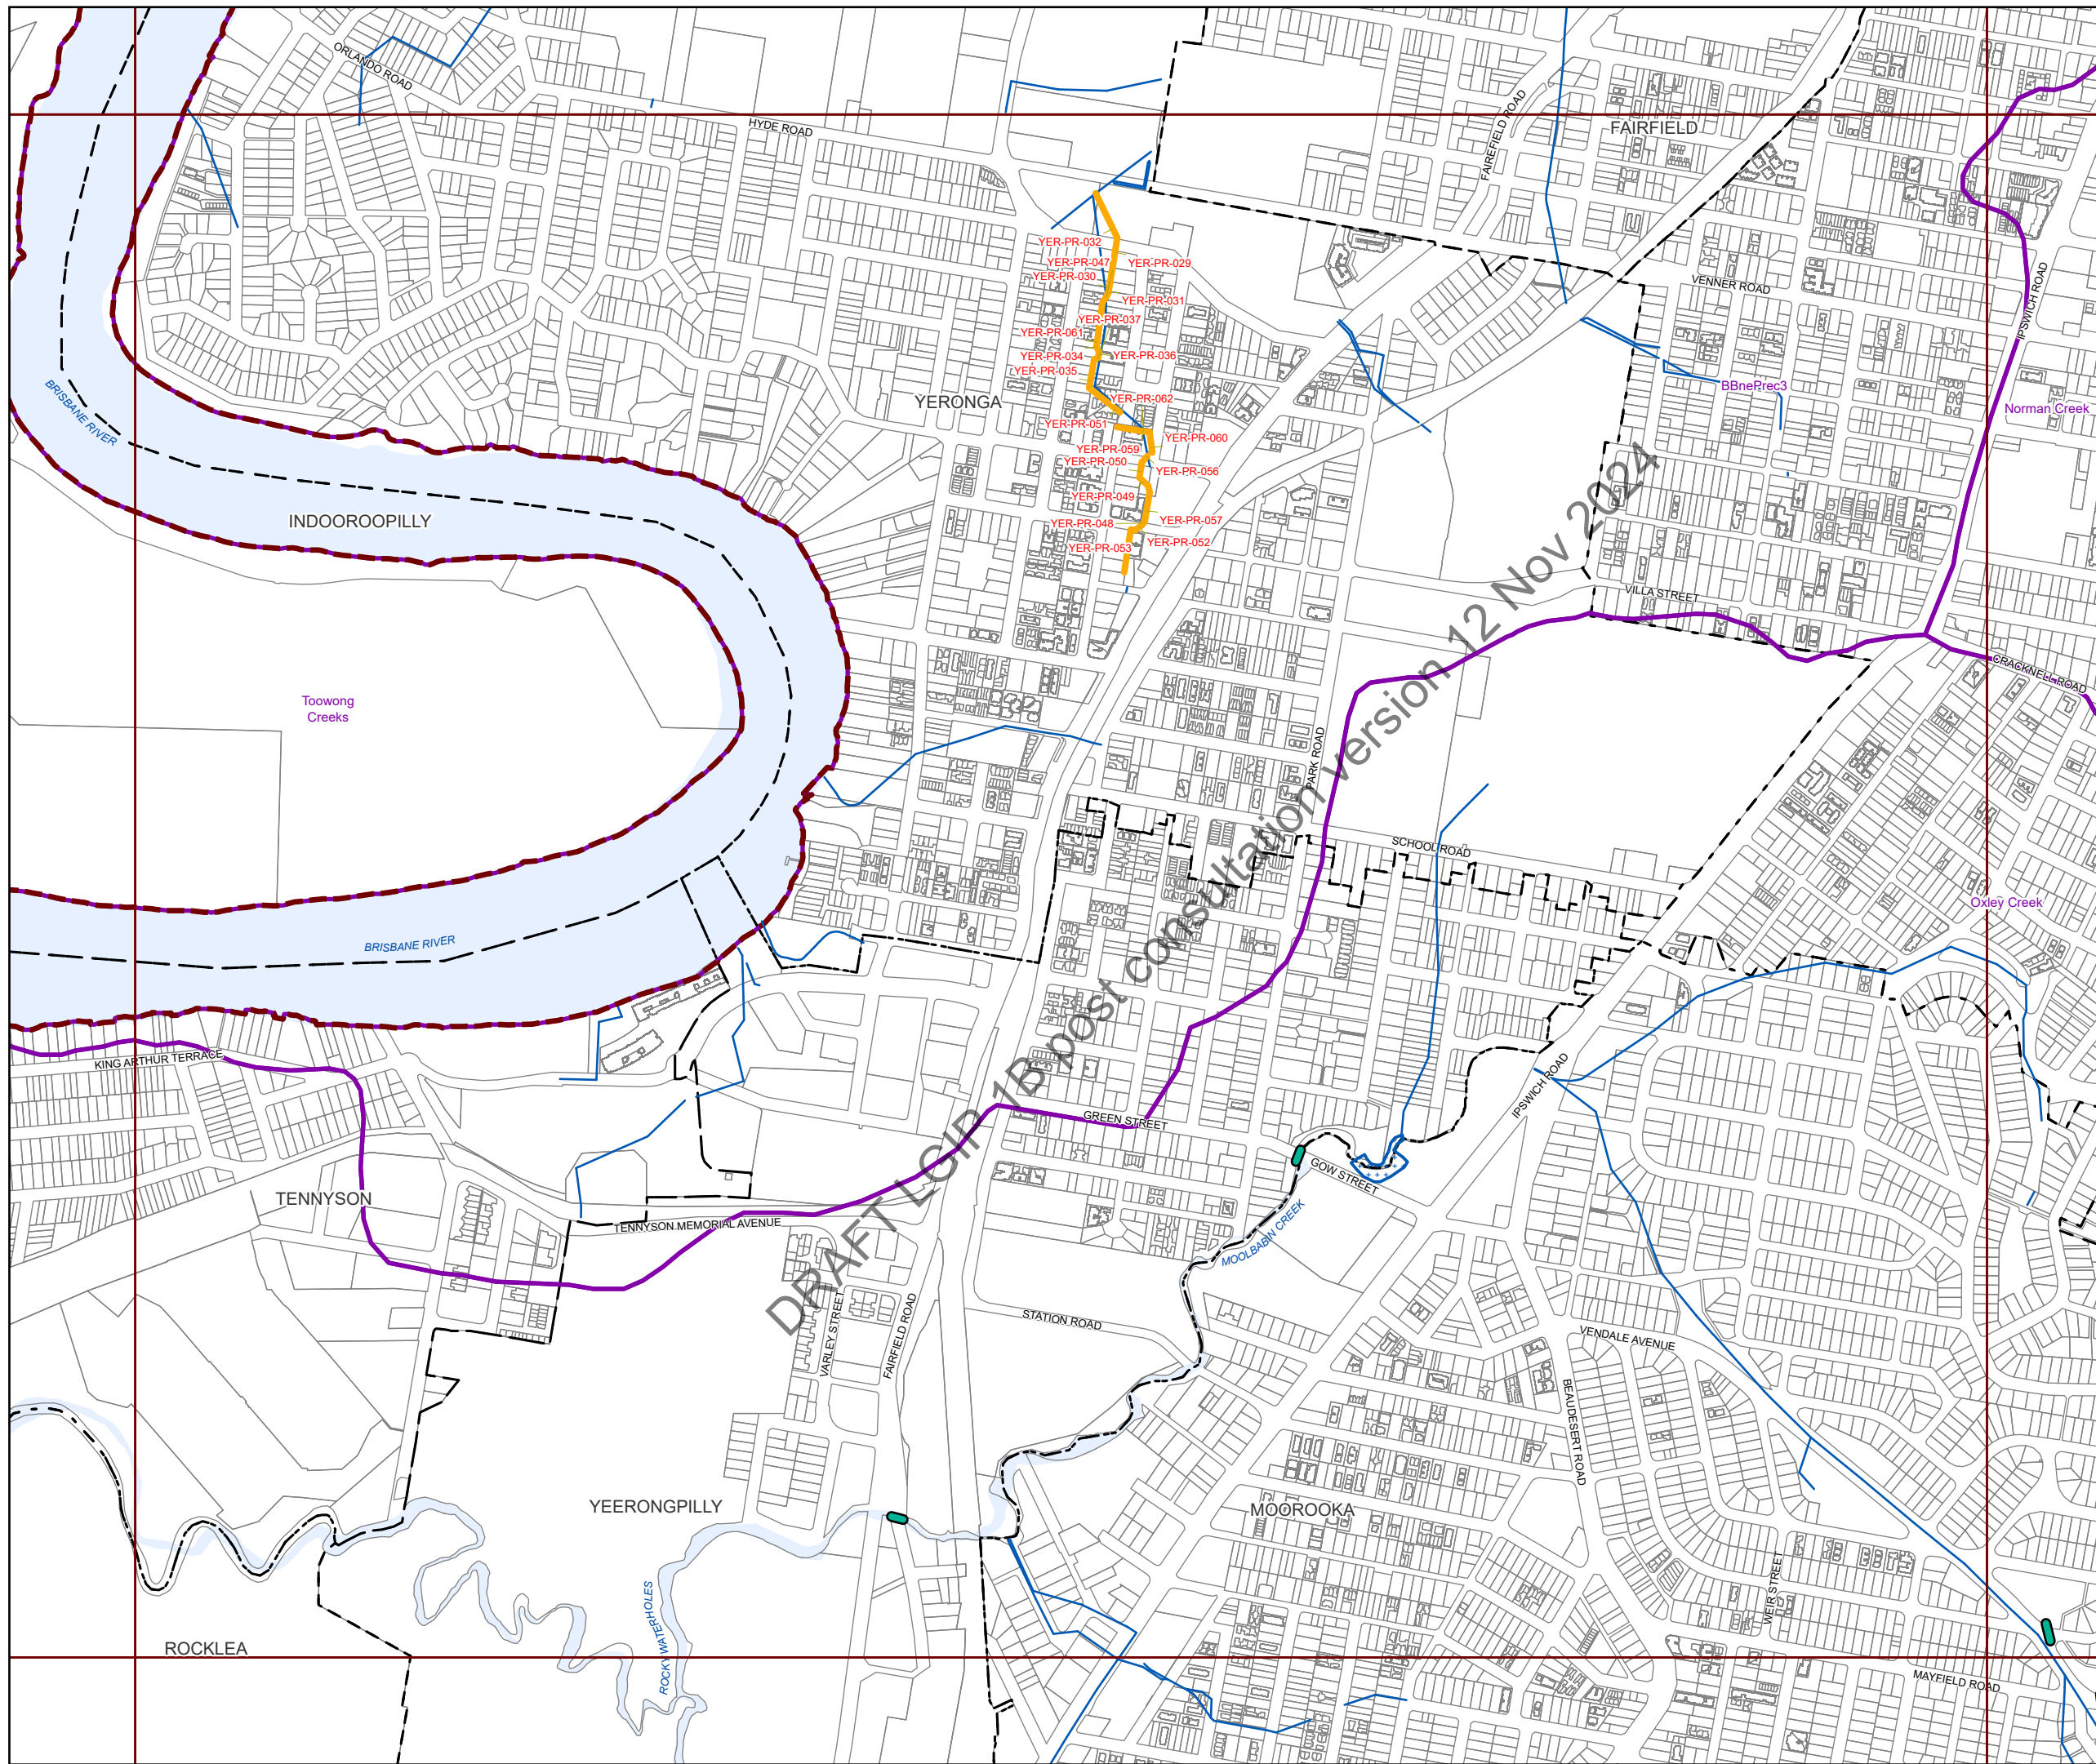 ORLANDO ROAD
HYDE ROAD
FAIREFIELD ROAD
FAIRFIELD
YER-PR-032
YER-PR-047
YER-PR-029
YER-PR-030
VENNER ROAD
IPSWICH ROAD
YER-PR-031
YER-PR-037
YER-PR-061
YER-PR-034
YER-PR-036
YER-PR-035
BBnePrec3
BRISBANE RIVER
YERONGA
YER-PR-062
Norman Creek
YER-PR-051
YER-PR-060
YER-PR-059
YER-PR-050
YER-PR-056
YER-PR-049
INDOOROOPILLY
YER-PR-048
YER-PR-057
YER-PR-052
YER-PR-053
VILLA STREET
CRACKNELL ROAD
Toowong
Creeks
PARK ROAD
SCHOOL ROAD
Oxley Creek
BRISBANE RIVER
DRAFT LGIP 1B post consultation version 12 Nov 2024
KING ARTHUR TERRACE
IPSWICH ROAD
GREEN STREET
GOW STREET
TENNYSON
TENNYSON MEMORIAL AVENUE
MOOLBABIN CREEK
STATION ROAD
VARLEY STREET
FAIRFIELD ROAD
VENDALE AVENUE
BEAUDESERT ROAD
YEERONGPILLY
MOOROOKA
WEIR STREET
ROCKY WATERHOLES
ROCKLEA
MAYFIELD ROAD